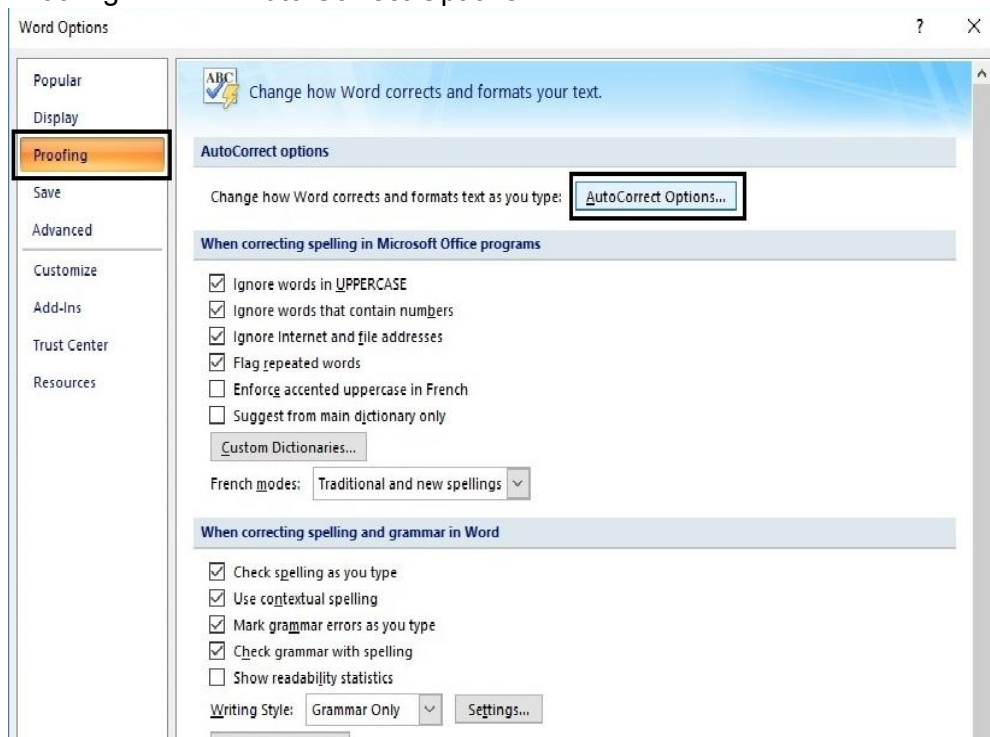 Word Options
?
Popular
Display
Proofing
Save
Advanced
Customize
Add-Ins
Trust Center
Resources
ABC
Change how Word corrects and formats your text.
AutoCorrect options
Change how Word corrects and formats text as you type: AutoCorrect Options...
When correcting spelling in Microsoft Office programs
Ignore words in UPPERCASE
Ignore words that contain numbers
Ignore Internet and file addresses
Flag repeated words
Enforce accented uppercase in French
Suggest from main dictionary only
Custom Dictionaries...
French modes: Traditional and new spellings
When correcting spelling and grammar in Word
Check spelling as you type
Use contextual spelling
Mark grammar errors as you type
Check grammar with spelling
Show readability statistics
Writing Style: Grammar Only Settings...